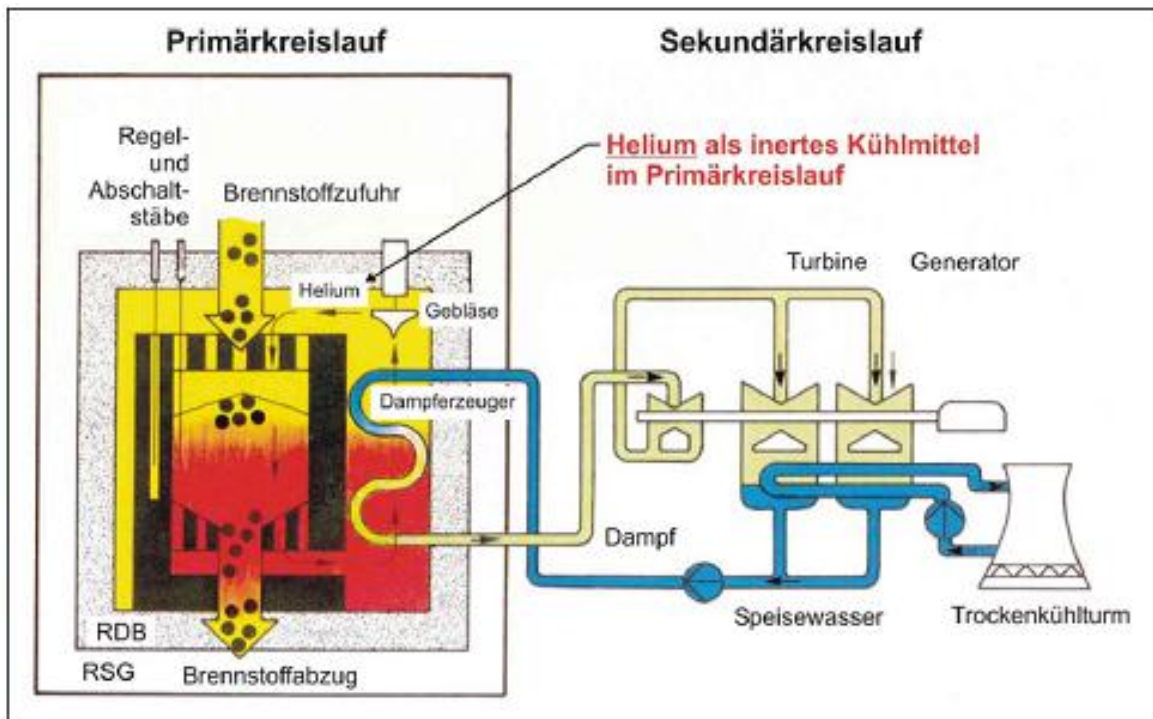 Primärkreislauf
Sekundärkreislauf
Regel-
und
Abschalt-
stäbe
Brennstoffzufuhr
Helium als inertes Kühlmittel
im Primärkreislauf
Helium
Gebläse
Turbine
Generator
Dampferzeuger
Dampf
Speisewasser
Trockenkühlturm
RDB
RSG
Brennstoffabzug